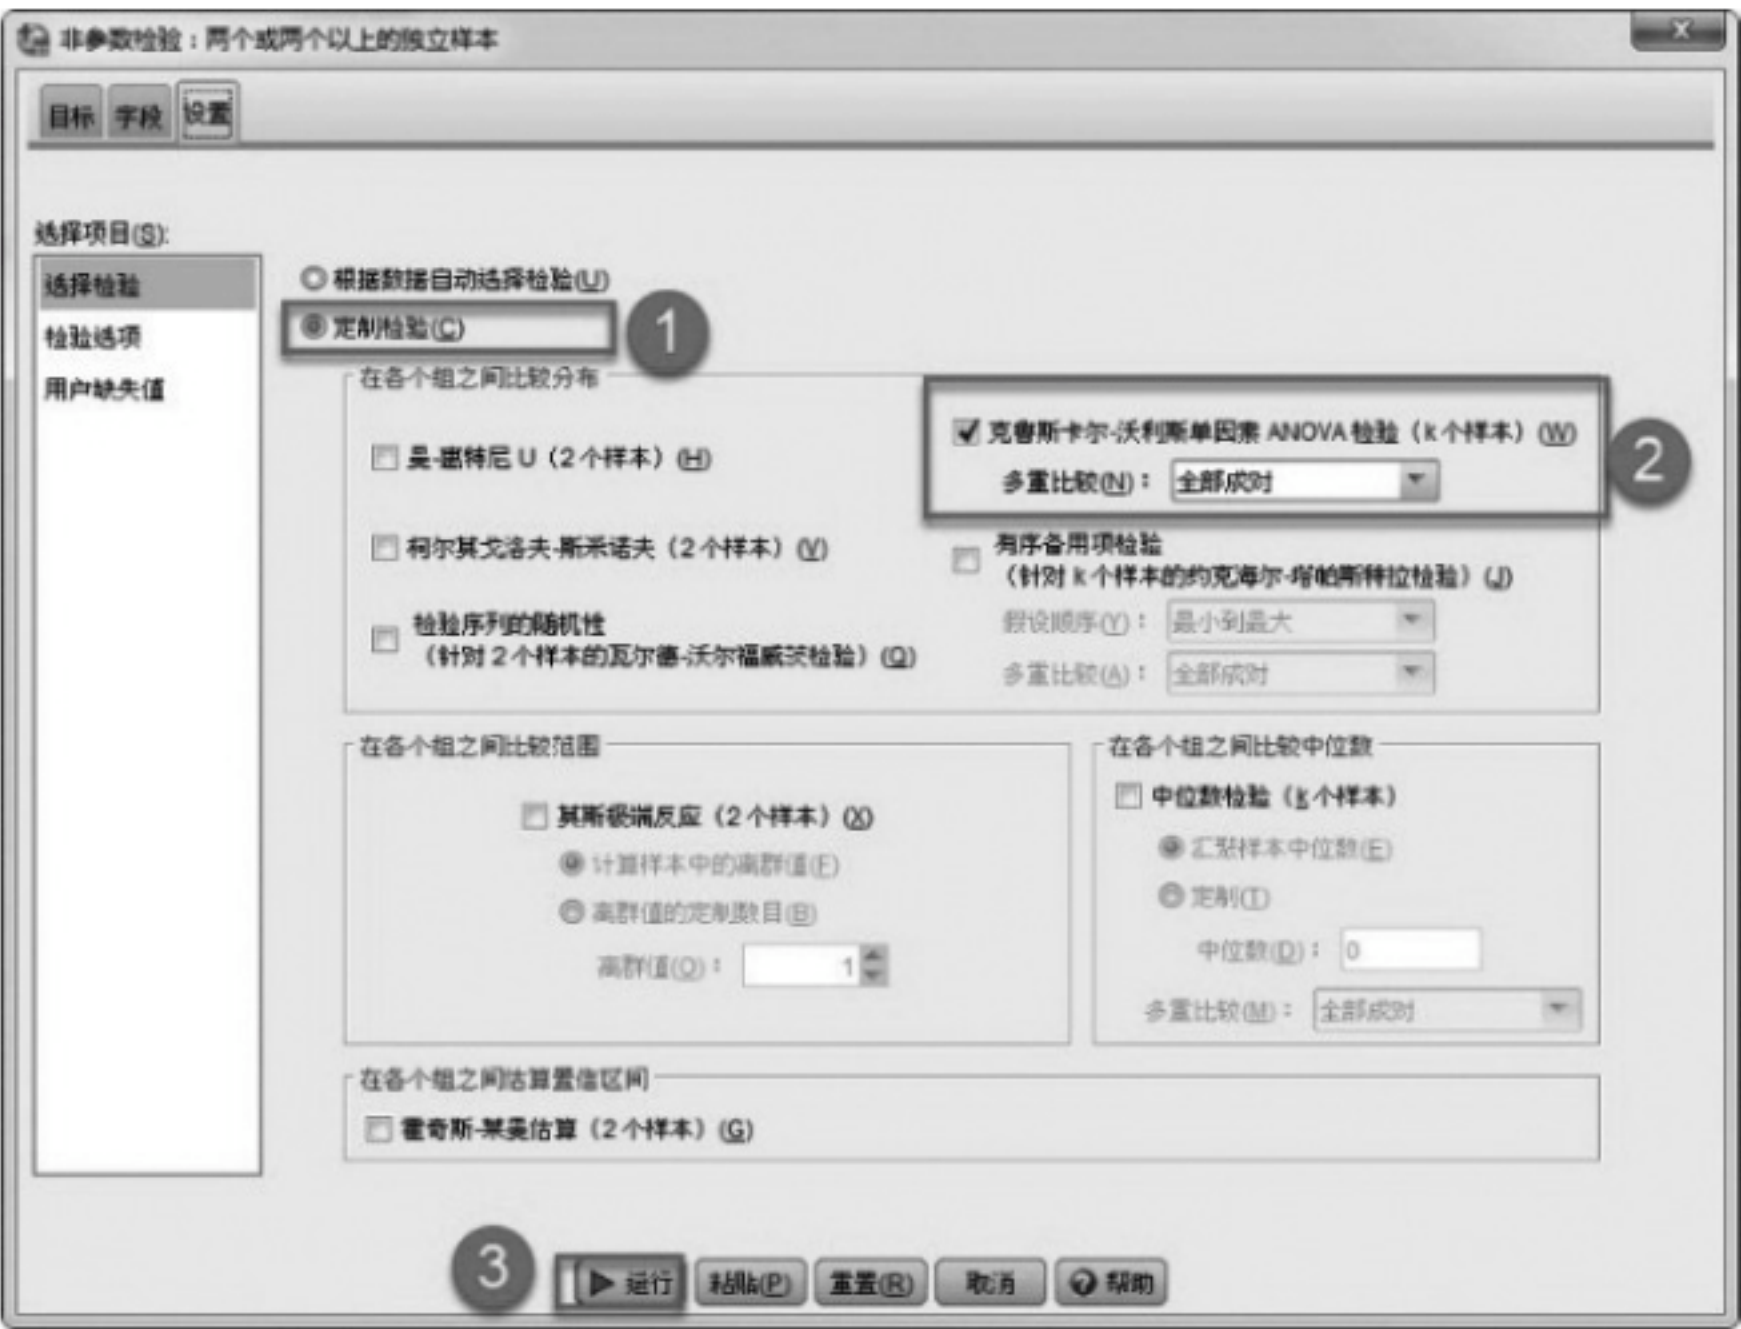 非参数检验：两个或两个以上的独立样本
X
目标 字段 设置
选择项目(S):
选择检验
检验选项
用户缺失值
根据数据自动选择检验(U)
定制检验(C)
1
在各个组之间比较分布
曼-惠特尼 U（2 个样本）(H)
柯尔莫戈洛夫-斯米诺夫（2 个样本）(V)
检验序列的随机性
（针对 2 个样本的瓦尔德-沃尔福威茨检验）(Q)
克鲁斯卡尔-沃利斯单因素 ANOVA 检验（k 个样本）(W)
多重比较(N)： 全部成对
2
有序备用项检验
（针对 k 个样本的约克海尔-塔帕斯特拉检验）(J)
假设顺序(Y)： 最小到最大
多重比较(A)： 全部成对
在各个组之间比较范围
莫斯极端反应（2 个样本）(X)
计算样本中的离群值(F)
离群值的定制数目(B)
离群值(O)： 1
在各个组之间比较中位数
中位数检验（k 个样本）
汇聚样本中位数(E)
定制(T)
中位数(D)： 0
多重比较(M)： 全部成对
在各个组之间估算置信区间
霍奇斯-莱曼估算（2 个样本）(G)
3
运行 粘贴(P) 重置(R) 取消 帮助